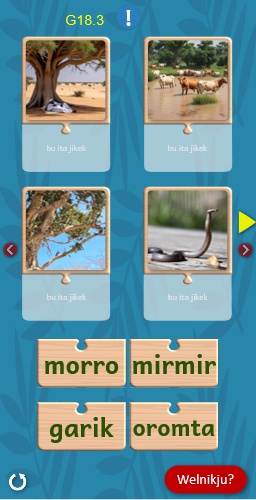 G18.3
!
bu ita jikek
bu ita jikek
bu ita jikek
bu ita jikek
morro
mirmir
garik
oromta
Welnikju?